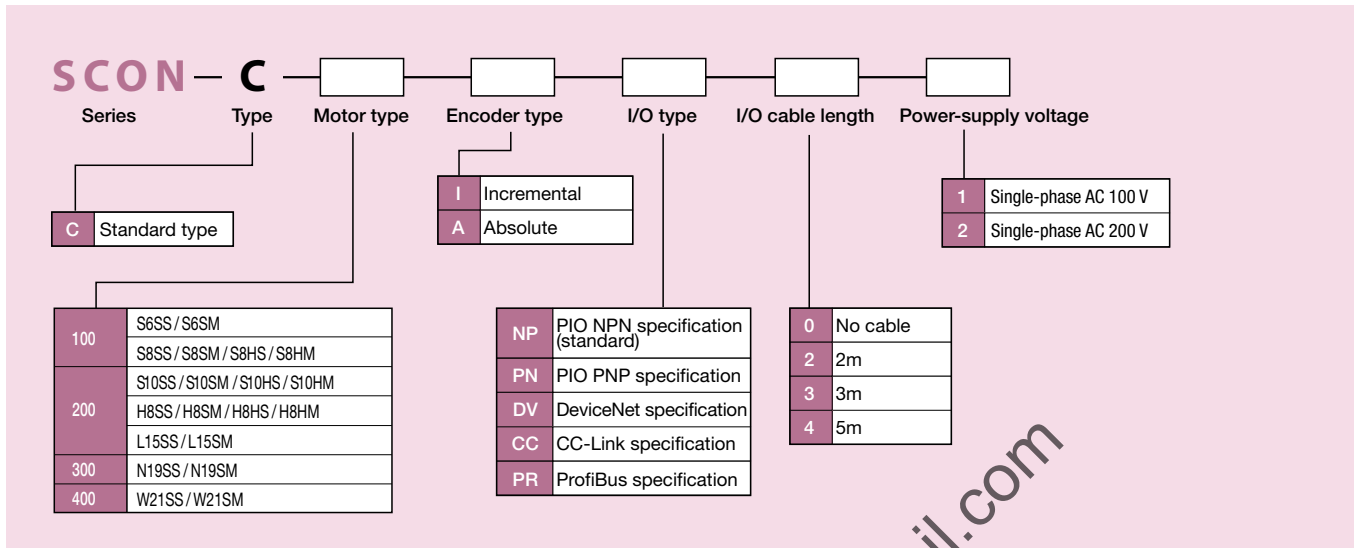 SCON — C
Series Type Motor type Encoder type I/O type I/O cable length Power-supply voltage
C Standard type
I Incremental
A Absolute
1 Single-phase AC 100 V
2 Single-phase AC 200 V
100 S6SS / S6SM
S8SS / S8SM / S8HS / S8HM
200 S10SS / S10SM / S10HS / S10HM
H8SS / H8SM / H8HS / H8HM
L15SS / L15SM
300 N19SS / N19SM
400 W21SS / W21SM
NP PIO NPN specification
(standard)
PN PIO PNP specification
DV DeviceNet specification
CC CC-Link specification
PR ProfiBus specification
0 No cable
2 2m
3 3m
4 5m
il.com